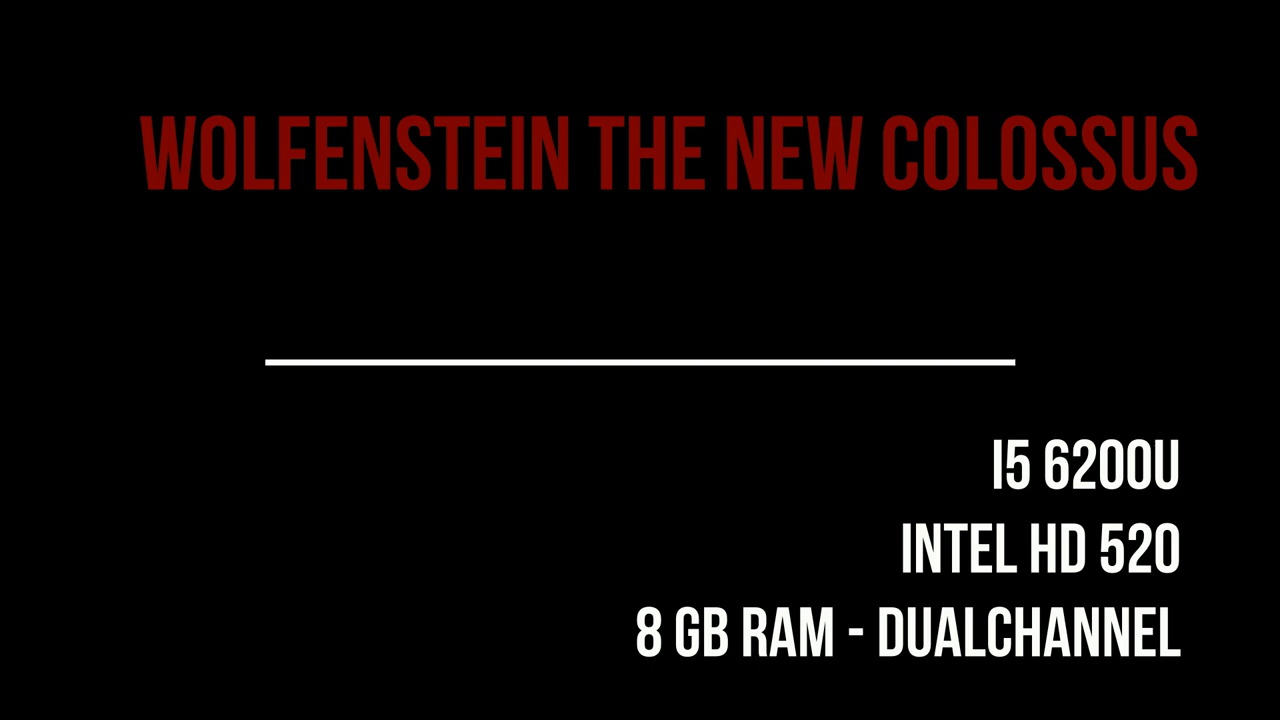 WOLFENSTEIN THE NEW COLOSSUS
I5 6200U
INTEL HD 520
8 GB RAM - DUALCHANNEL